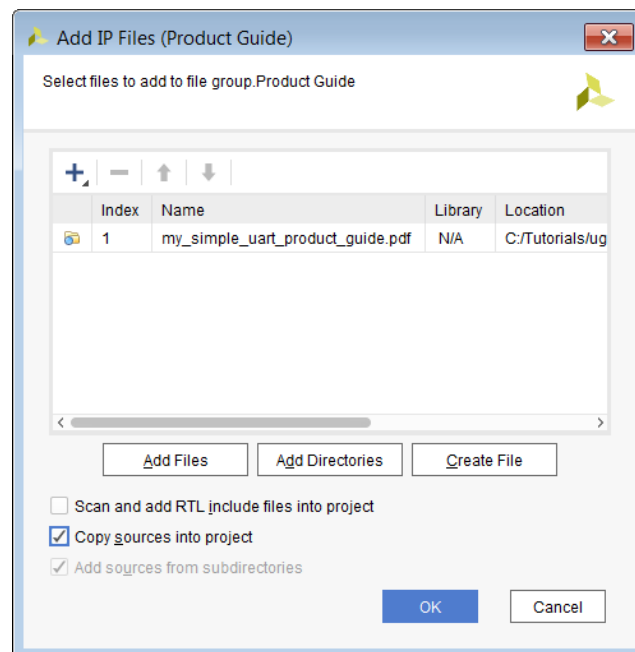 Add IP Files (Product Guide)
Select files to add to file group.Product Guide
Index Name Library Location
1 my_simple_uart_product_guide.pdf N/A C:/Tutorials/ug
Add Files Add Directories Create File
Scan and add RTL include files into project
Copy sources into project
Add sources from subdirectories
OK Cancel